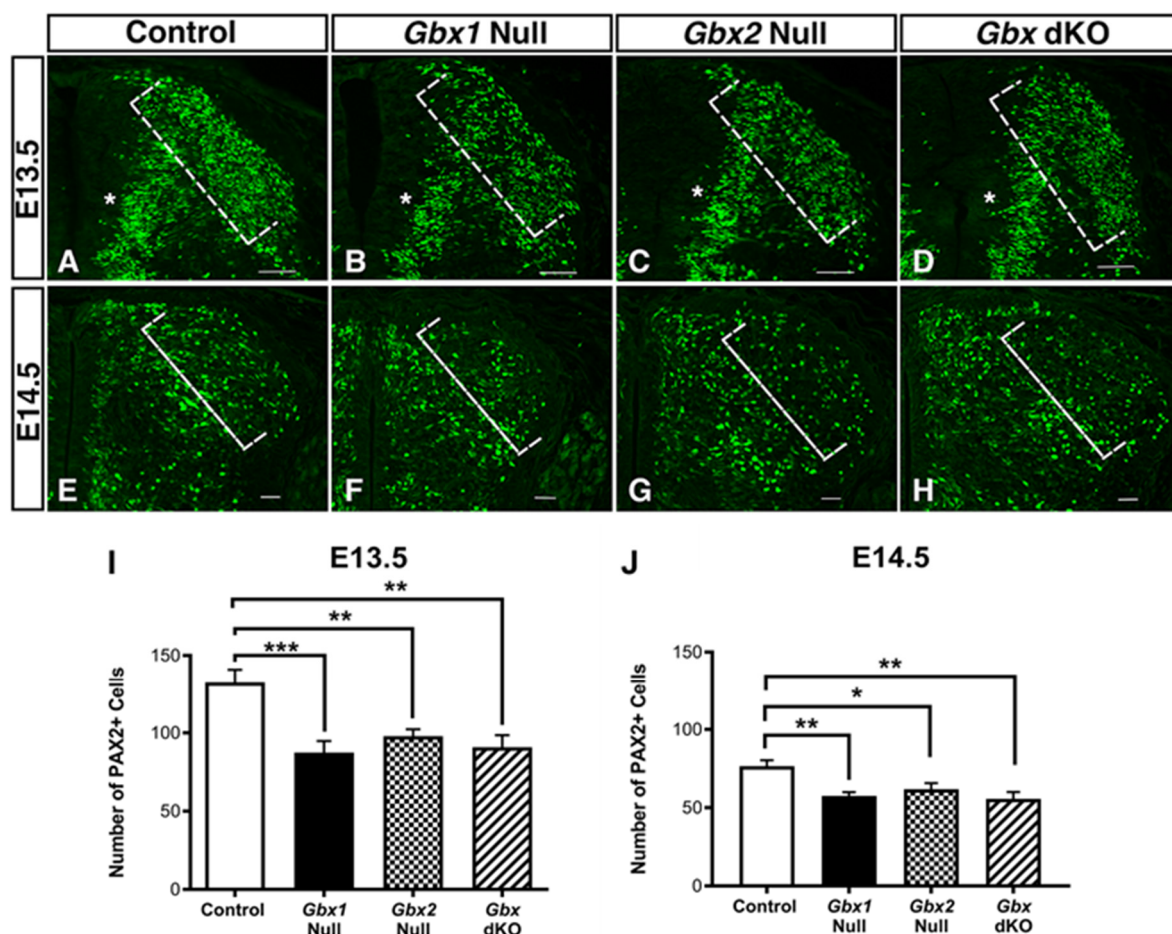 Control Gbx1 Null Gbx2 Null Gbx dKO
E13.5
* * * *
A B C D
E14.5
E F G H
I E13.5
**
**
***
Number of PAX2+ Cells
150
100
50
0
Control Gbx1 Gbx2 Gbx
Null Null dKO
J E14.5
**
*
**
Number of PAX2+ Cells
150
100
50
0
Control Gbx1 Gbx2 Gbx
Null Null dKO